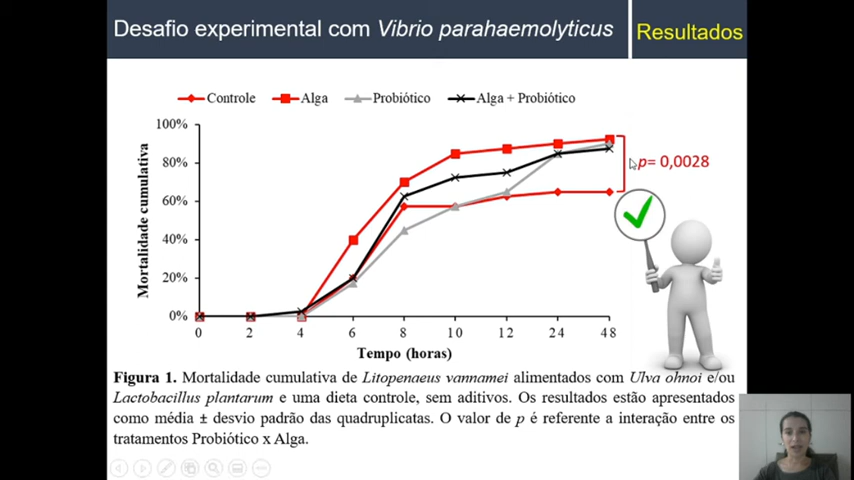 Desafio experimental com Vibrio parahaemolyticus
Resultados
Controle Alga Probiótico Alga + Probiótico
100%
80%
60%
40%
20%
0%
Mortalidade cumulativa
p= 0,0028
0 2 4 6 8 10 12 24 48
Tempo (horas)
Figura 1. Mortalidade cumulativa de Litopenaeus vannamei alimentados com Ulva ohnoi e/ou
Lactobacillus plantarum e uma dieta controle, sem aditivos. Os resultados estão apresentados
como média ± desvio padrão das quadruplicatas. O valor de p é referente a interação entre os
tratamentos Probiótico x Alga.